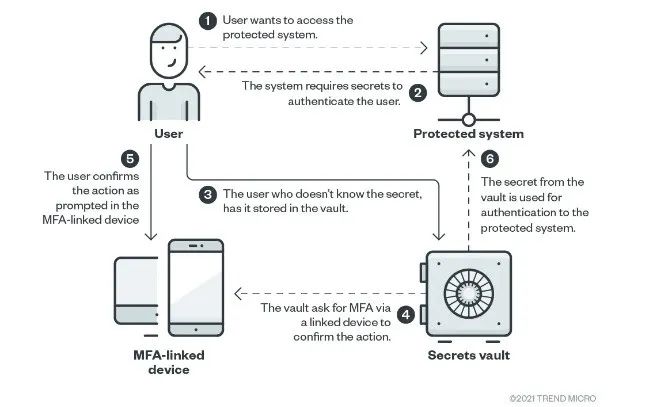 1 User wants to access the
protected system.
The system requires secrets to
authenticate the user. 2
User
Protected system
5
The user confirms
the action as
prompted in the
MFA-linked device
3 The user who doesn't know the secret,
has it stored in the vault.
6
The secret from the
vault is used for
authentication to the
protected system.
The vault ask for MFA via
a linked device to
confirm the action. 4
MFA-linked
device
Secrets vault
©2021 TREND MICRO